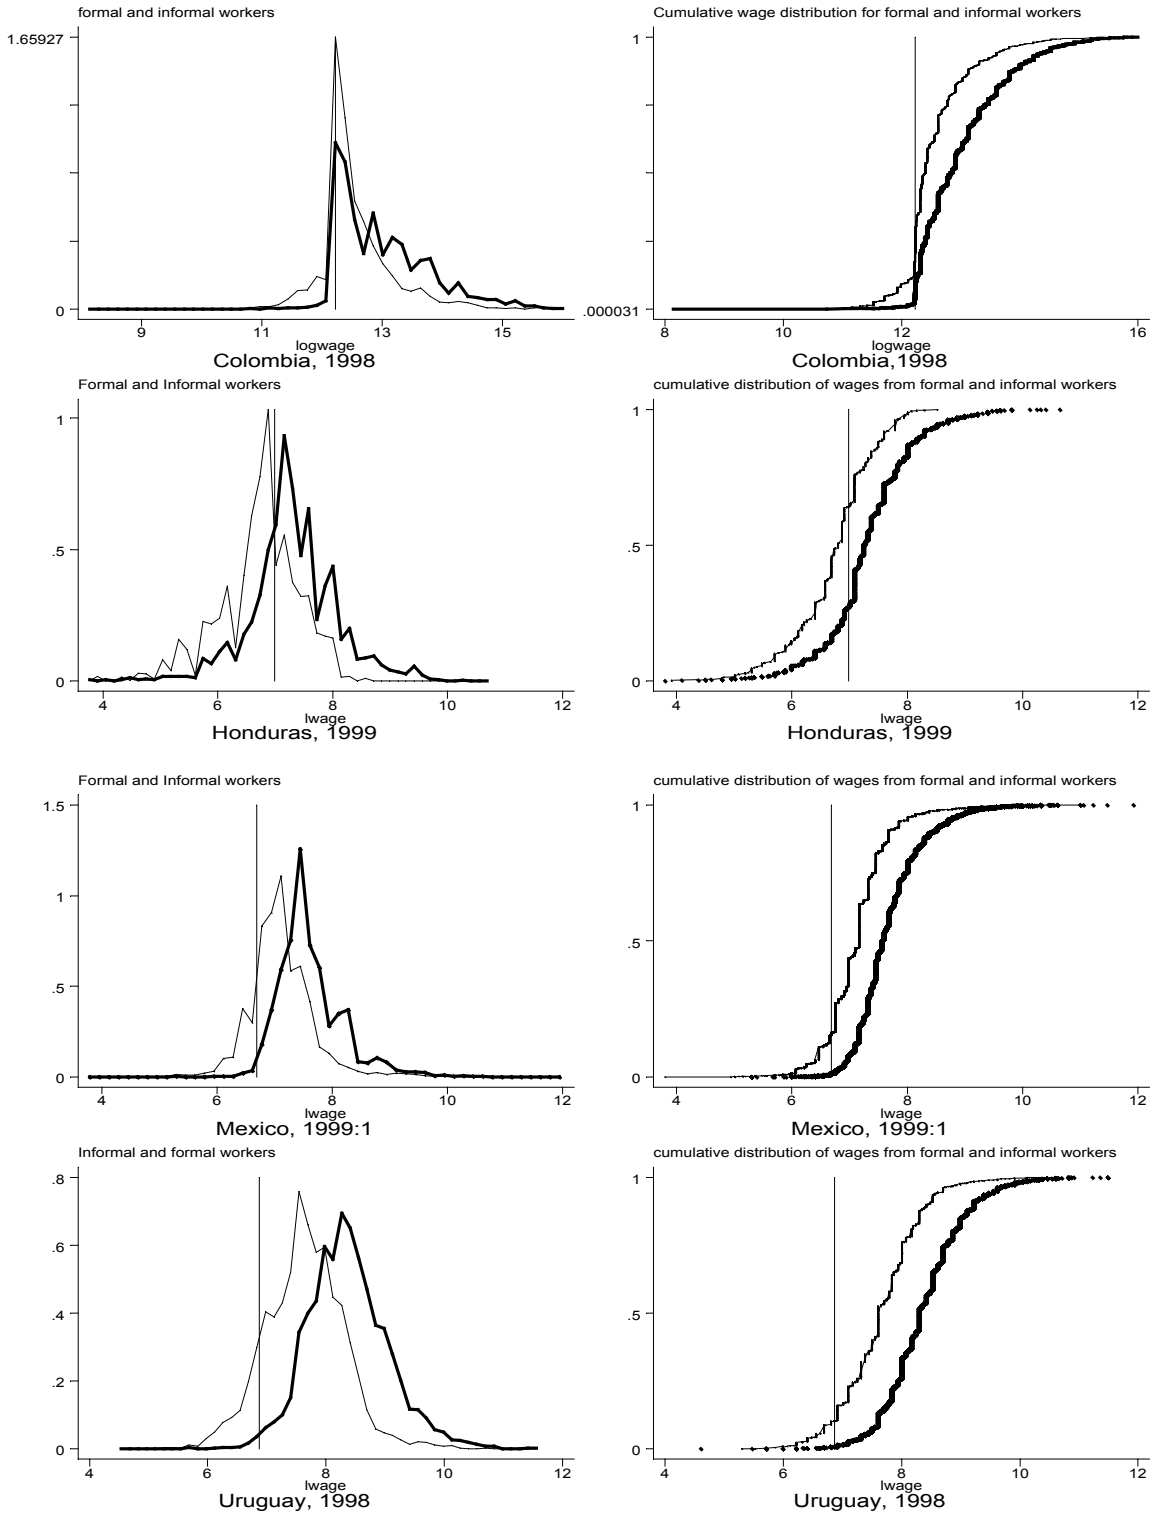 formal and informal workers
1.65927
0
9 11 13 15
logwage
Colombia, 1998
Cumulative wage distribution for formal and informal workers
1
.000031
8 10 12 16
logwage
Colombia,1998
Formal and Informal workers
1
.5
0
4 6 8 10 12
lwage
Honduras, 1999
cumulative distribution of wages from formal and informal workers
1
.5
0
4 6 8 10 12
lwage
Honduras, 1999
Formal and Informal workers
1.5
1
.5
0
4 6 8 10 12
lwage
Mexico, 1999:1
cumulative distribution of wages from formal and informal workers
1
.5
0
4 6 8 10 12
lwage
Mexico, 1999:1
Informal and formal workers
.8
.6
.4
.2
0
4 6 8 10 12
lwage
Uruguay, 1998
cumulative distribution of wages from formal and informal workers
1
.5
0
4 6 8 10 12
lwage
Uruguay, 1998